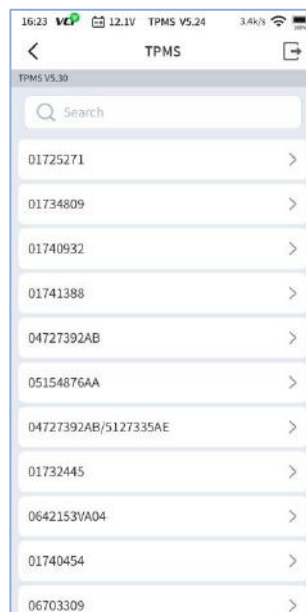 16:23 VCI 12.1V TPMS V5.24 3.4k/s
TPMS
TPMS V5.30
Search
01725271
01734809
01740932
01741388
04727392AB
05154876AA
04727392AB/5127335AE
01732445
0642153VA04
01740454
06703309